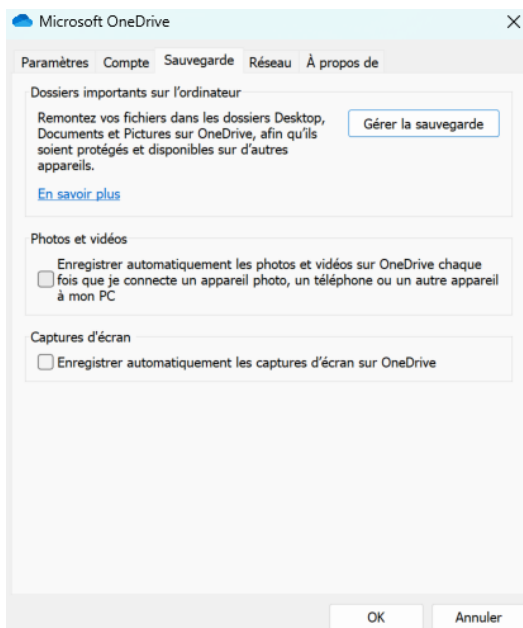 Microsoft OneDrive
Paramètres Compte Sauvegarde Réseau À propos de
Dossiers importants sur l'ordinateur
Remontez vos fichiers dans les dossiers Desktop,
Documents et Pictures sur OneDrive, afin qu'ils
soient protégés et disponibles sur d'autres
appareils.
Gérer la sauvegarde
En savoir plus
Photos et vidéos
Enregistrer automatiquement les photos et vidéos sur OneDrive chaque
fois que je connecte un appareil photo, un téléphone ou un autre appareil
à mon PC
Captures d'écran
Enregistrer automatiquement les captures d'écran sur OneDrive
OK Annuler